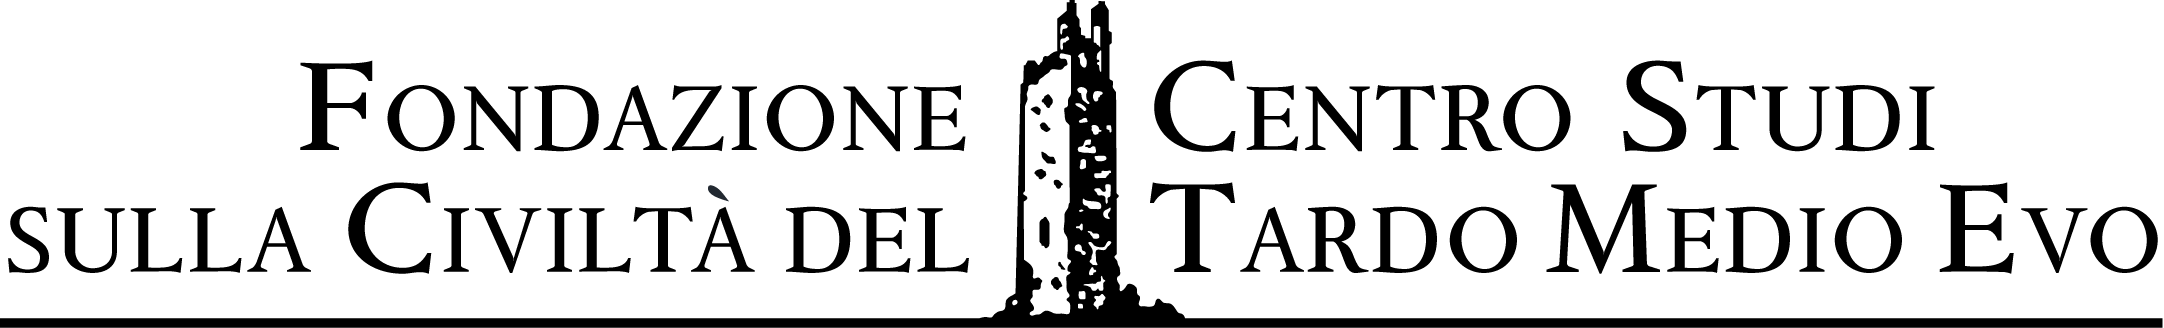 FONDAZIONE CENTRO STUDI
SULLA CIVILTÀ DEL TARDO MEDIO EVO